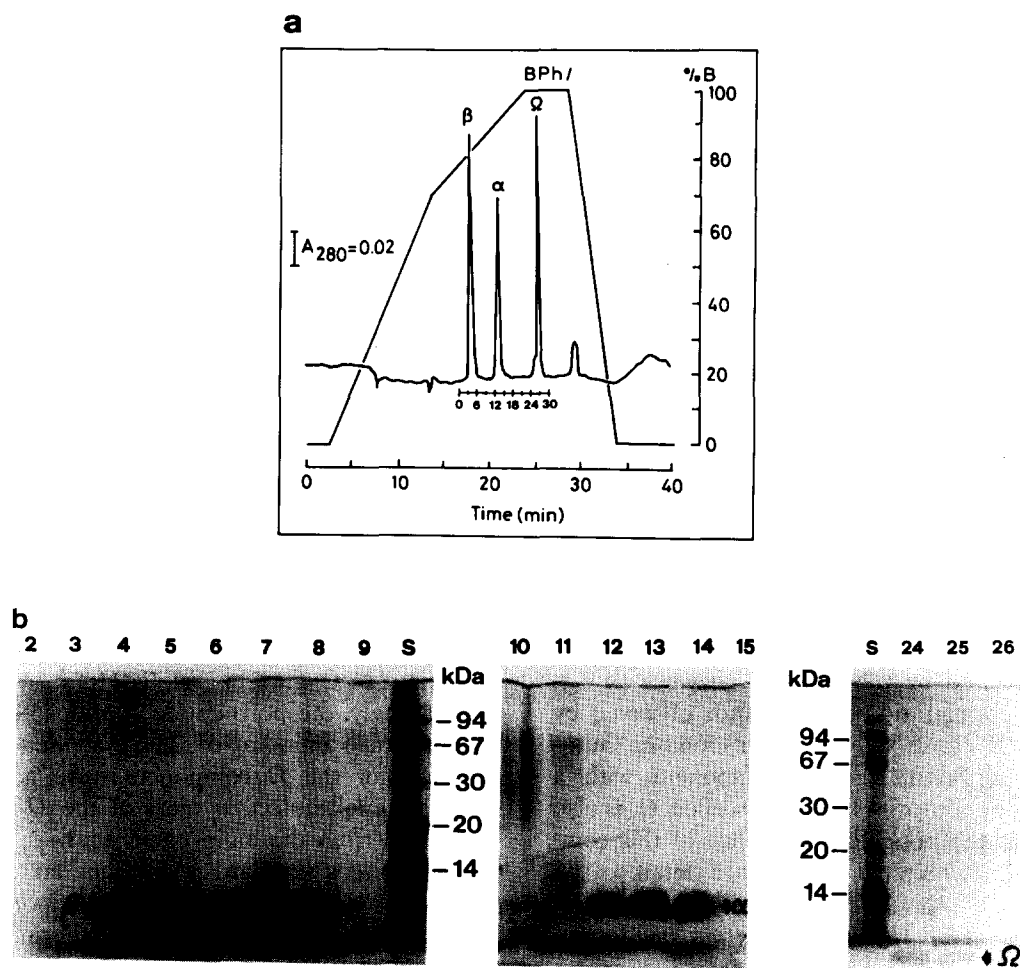 a
BPh/
%B
100
80
60
40
20
0
β
α
Ω
A280=0.02
0 6 12 18 24 30
0 10 20 30 40
Time (min)
b
2 3 4 5 6 7 8 9 S
kDa
94
67
30
20
14
10 11 12 13 14 15
α
S 24 25 26
kDa
94
67
30
20
14
Ω